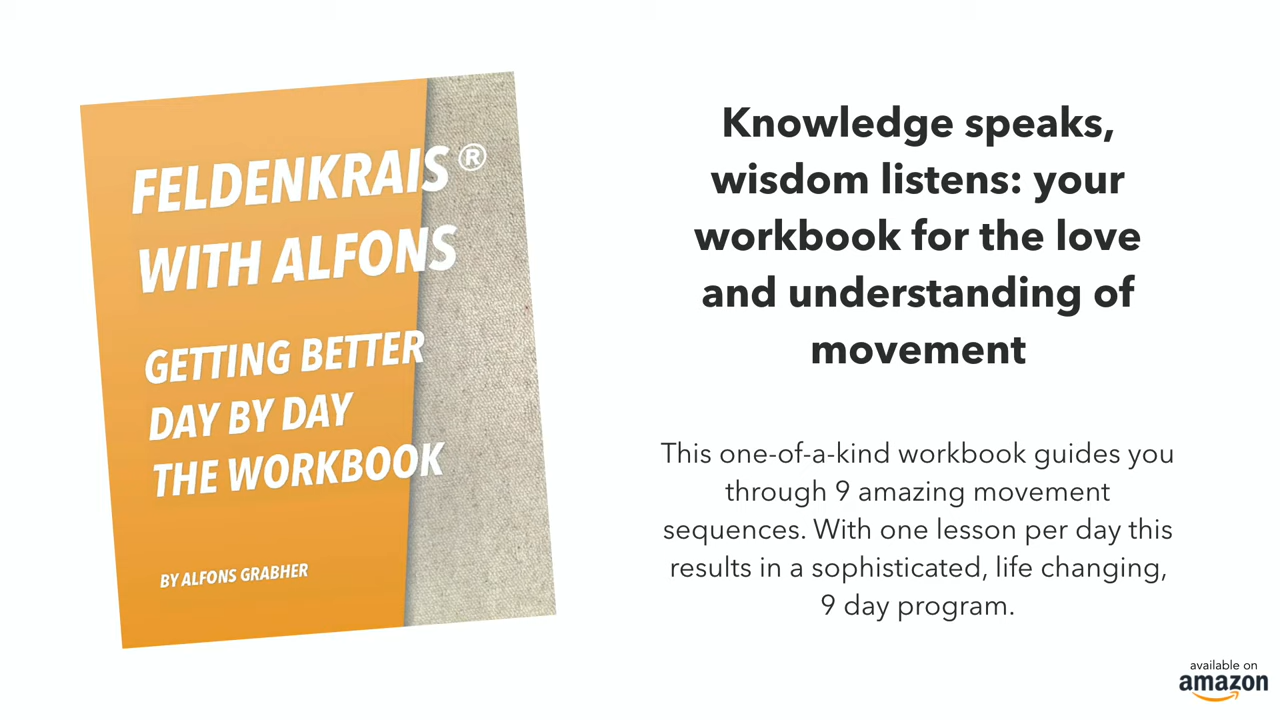 FELDENKRAIS®
WITH ALFONS
GETTING BETTER
DAY BY DAY
THE WORKBOOK
BY ALFONS GRABHER
Knowledge speaks,
wisdom listens: your
workbook for the love
and understanding of
movement
This one-of-a-kind workbook guides you
through 9 amazing movement
sequences. With one lesson per day this
results in a sophisticated, life changing,
9 day program.
available on
amazon